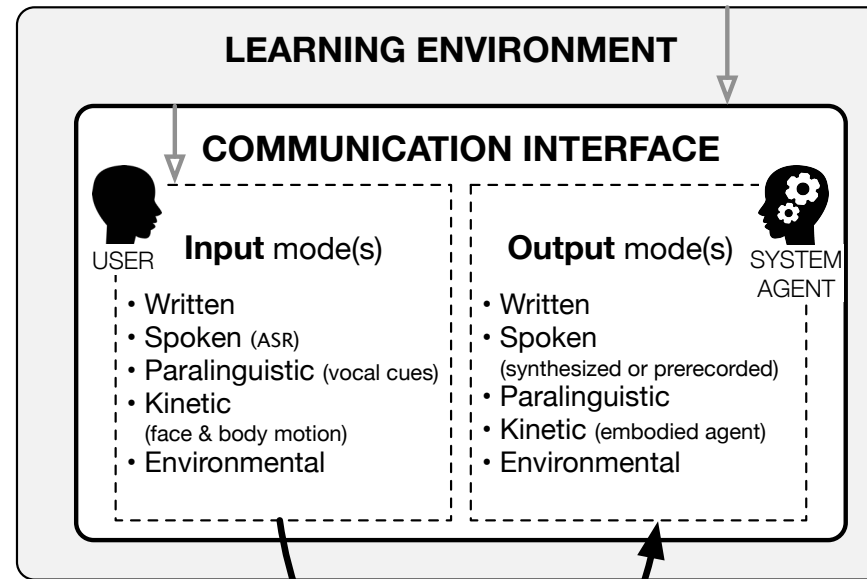 LEARNING ENVIRONMENT
COMMUNICATION INTERFACE
USER
Input mode(s)
• Written
• Spoken (ASR)
• Paralinguistic (vocal cues)
• Kinetic
(face & body motion)
• Environmental
Output mode(s)
SYSTEM
AGENT
• Written
• Spoken
(synthesized or prerecorded)
• Paralinguistic
• Kinetic (embodied agent)
• Environmental